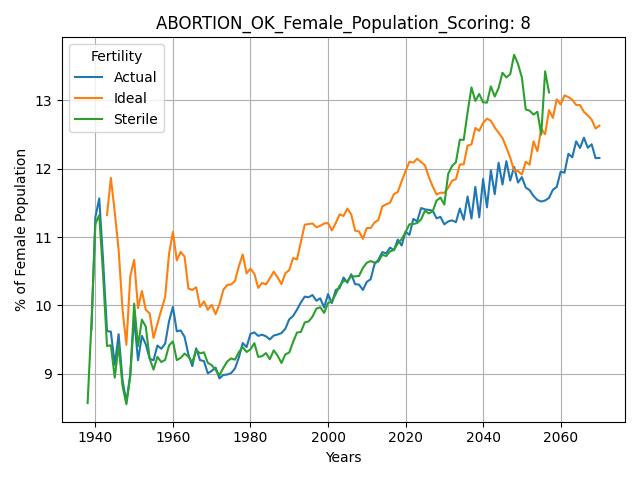 ABORTION_OK_Female_Population_Scoring: 8
Fertility
Actual
Ideal
Sterile
% of Female Population
13
12
11
10
9
1940 1960 1980 2000 2020 2040 2060
Years